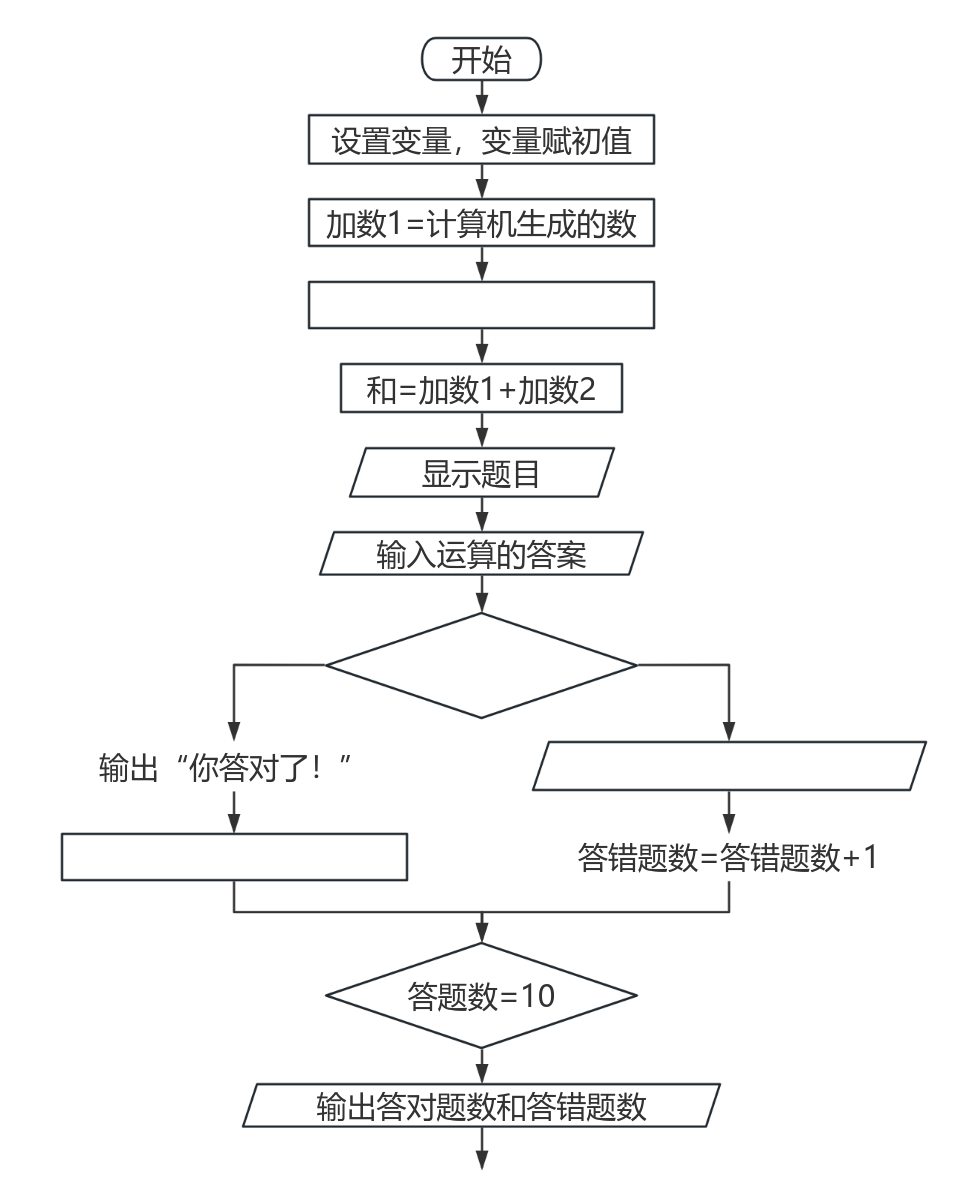 开始
设置变量，变量赋初值
加数1=计算机生成的数
和=加数1+加数2
显示题目
输入运算的答案
输出“你答对了！”
答错题数=答错题数+1
答题数=10
输出答对题数和答错题数